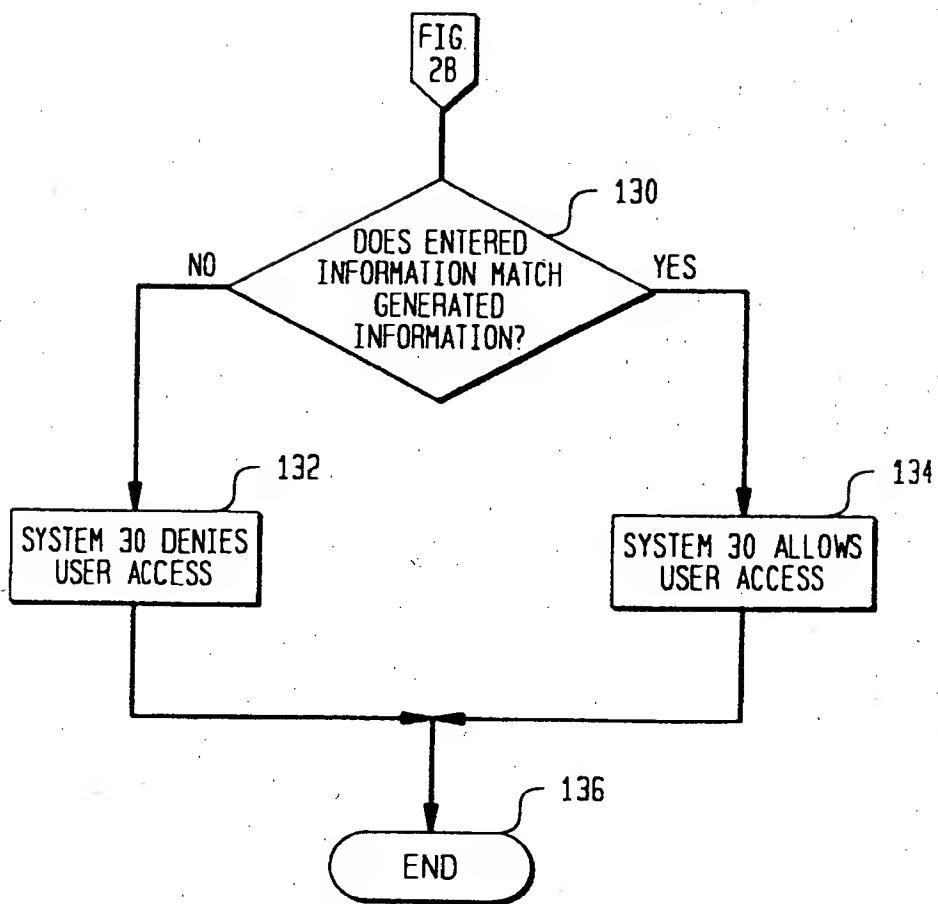 FIG.
2B
130
DOES ENTERED
INFORMATION MATCH
GENERATED
INFORMATION?
NO
YES
132
134
SYSTEM 30 DENIES
USER ACCESS
SYSTEM 30 ALLOWS
USER ACCESS
136
END